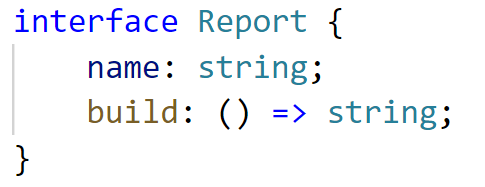 interface Report {
    name: string;
    build: () => string;
}